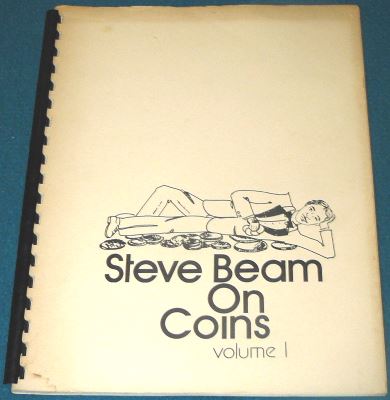 Steve Beam
On
Coins
volume I